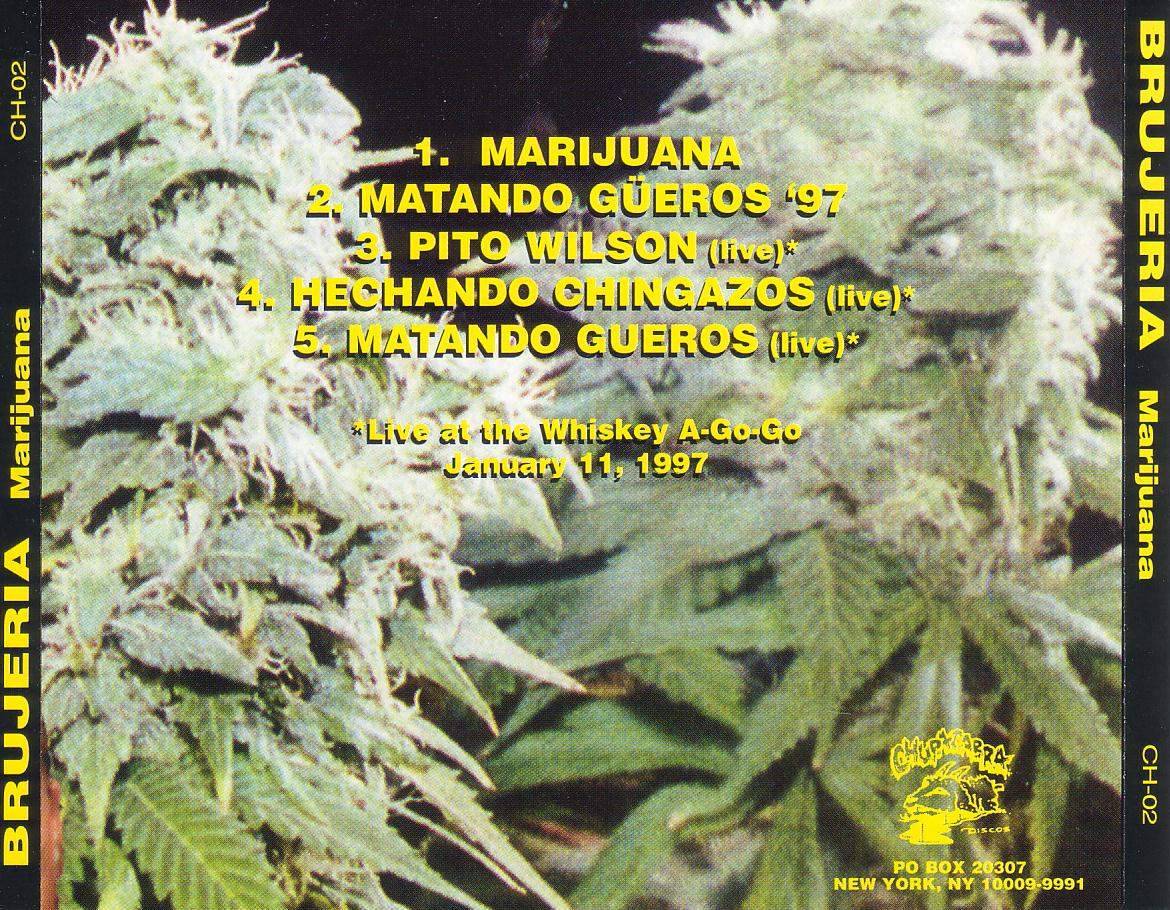 BRUJERIA Marijuana CH-02
1. MARIJUANA
2. MATANDO GÜEROS ‘97
3. PITO WILSON (live)*
4. HECHANDO CHINGAZOS (live)*
5. MATANDO GUEROS (live)*
*Live at the Whiskey A-Go-Go
January 11, 1997
CHUPACABRA
DISCOS
PO BOX 20307
NEW YORK, NY 10009-9991
BRUJERIA Marijuana CH-02